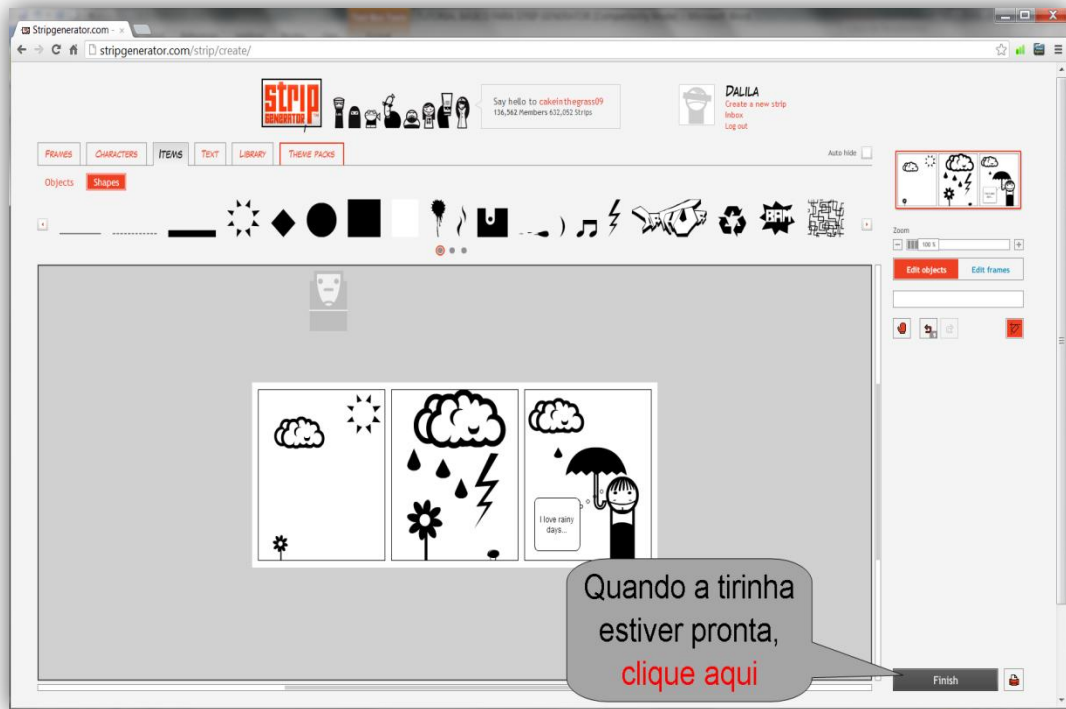 Stripgenerator.com -
stripgenerator.com/strip/create/
STRIP
GENERATOR
Say hello to cakeinthegrass09
136,562 Members 632,052 Strips
DALILA
Create a new strip
Inbox
Log out
FRAMES
CHARACTERS
ITEMS
TEXT
LIBRARY
THEME PACKS
Auto hide
Objects
Shapes
BAM
Zoom
100 %
Edit objects
Edit frames
I love rainy
days...
Quando a tirinha
estiver pronta,
clique aqui
Finish